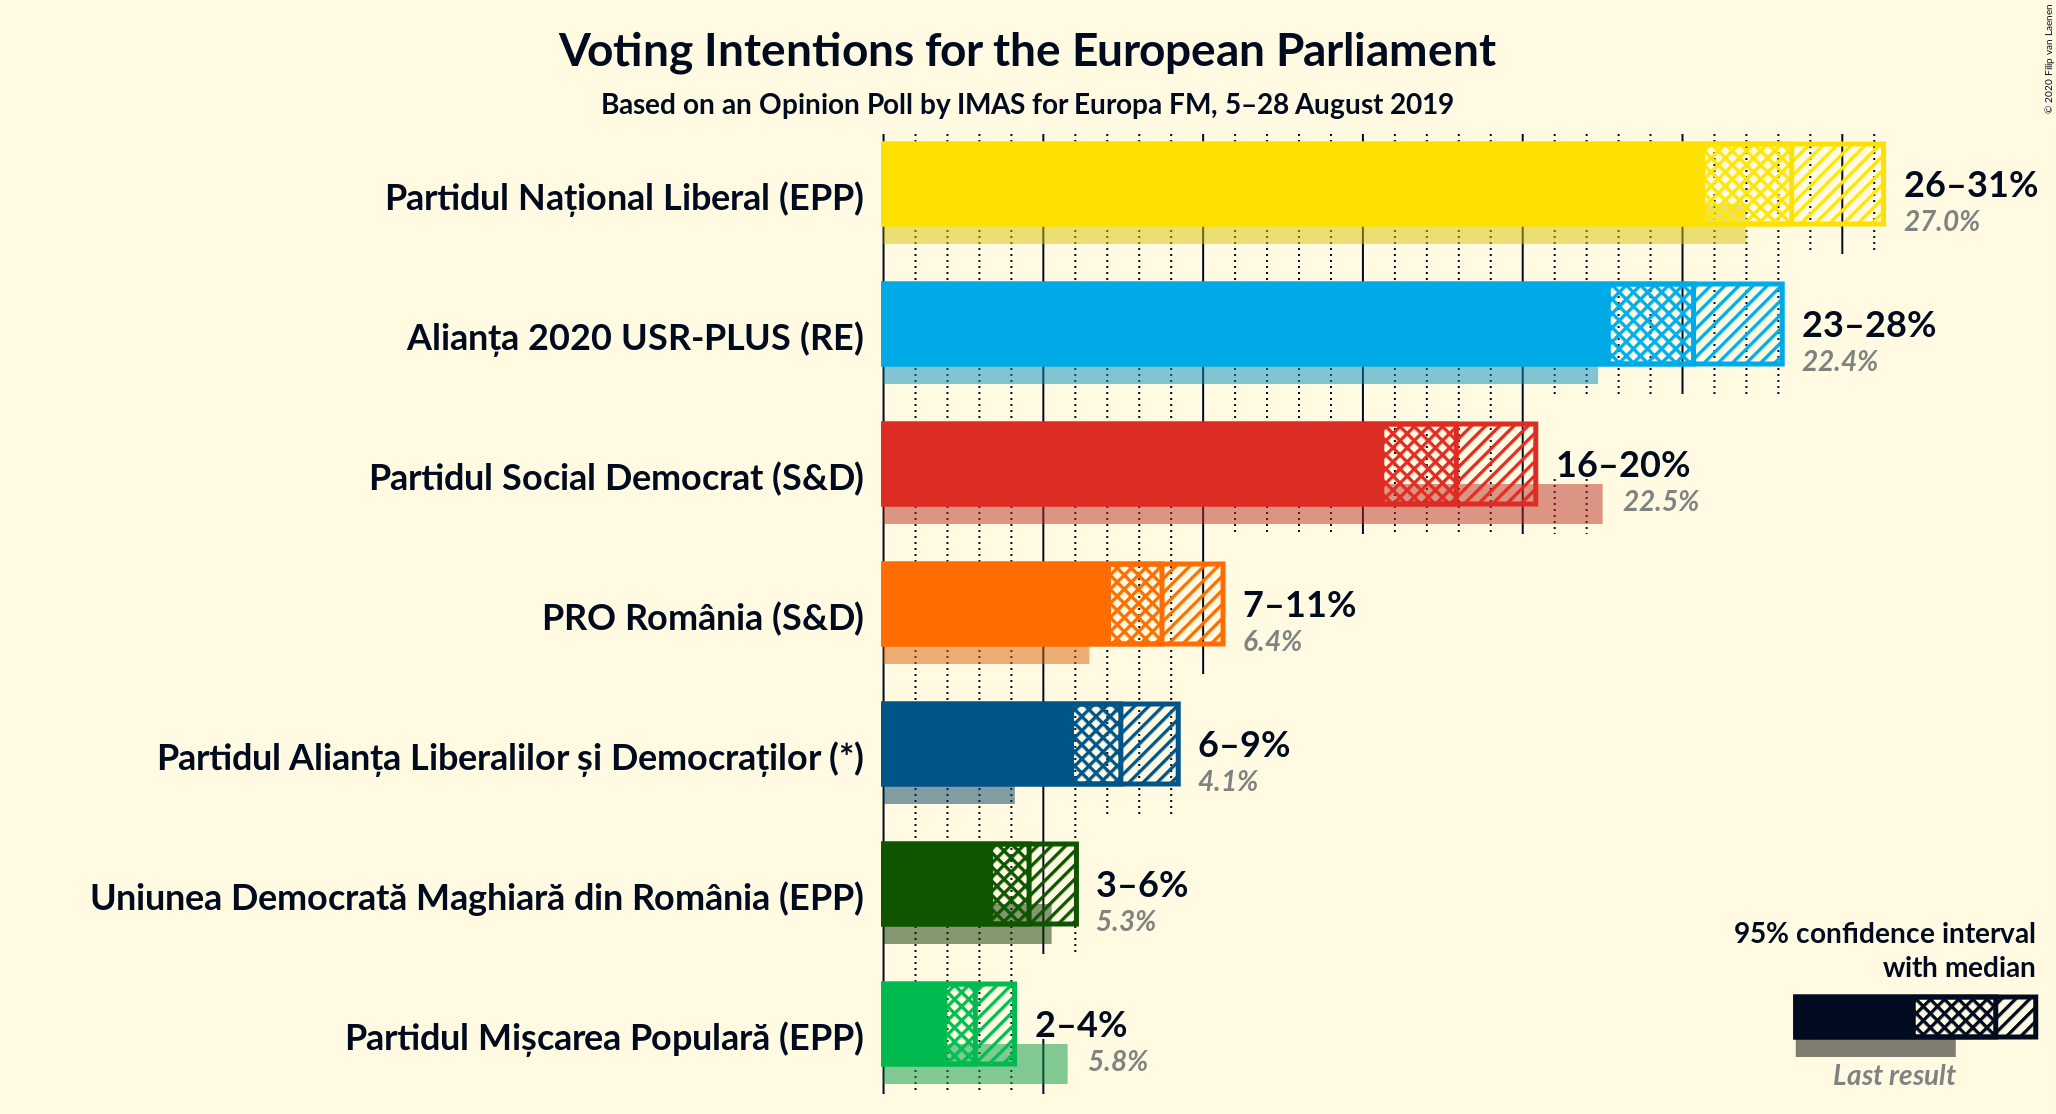 Voting Intentions for the European Parliament
Based on an Opinion Poll by IMAS for Europa FM, 5–28 August 2019
© 2020 Filip van Laenen
Partidul Național Liberal (EPP)
26–31%
27.0%
Alianța 2020 USR-PLUS (RE)
23–28%
22.4%
Partidul Social Democrat (S&D)
16–20%
22.5%
PRO România (S&D)
7–11%
6.4%
Partidul Alianța Liberalilor și Democraților (*)
6–9%
4.1%
Uniunea Democrată Maghiară din România (EPP)
3–6%
5.3%
Partidul Mișcarea Populară (EPP)
2–4%
5.8%
95% confidence interval
with median
Last result